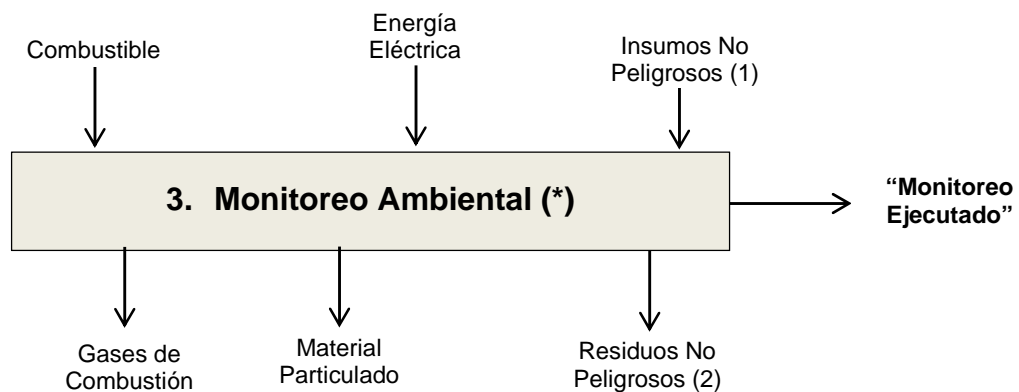 Combustible
Energía
Eléctrica
Insumos No
Peligrosos (1)
3. Monitoreo Ambiental (*)
“Monitoreo
Ejecutado”
Gases de
Combustión
Material
Particulado
Residuos No
Peligrosos (2)